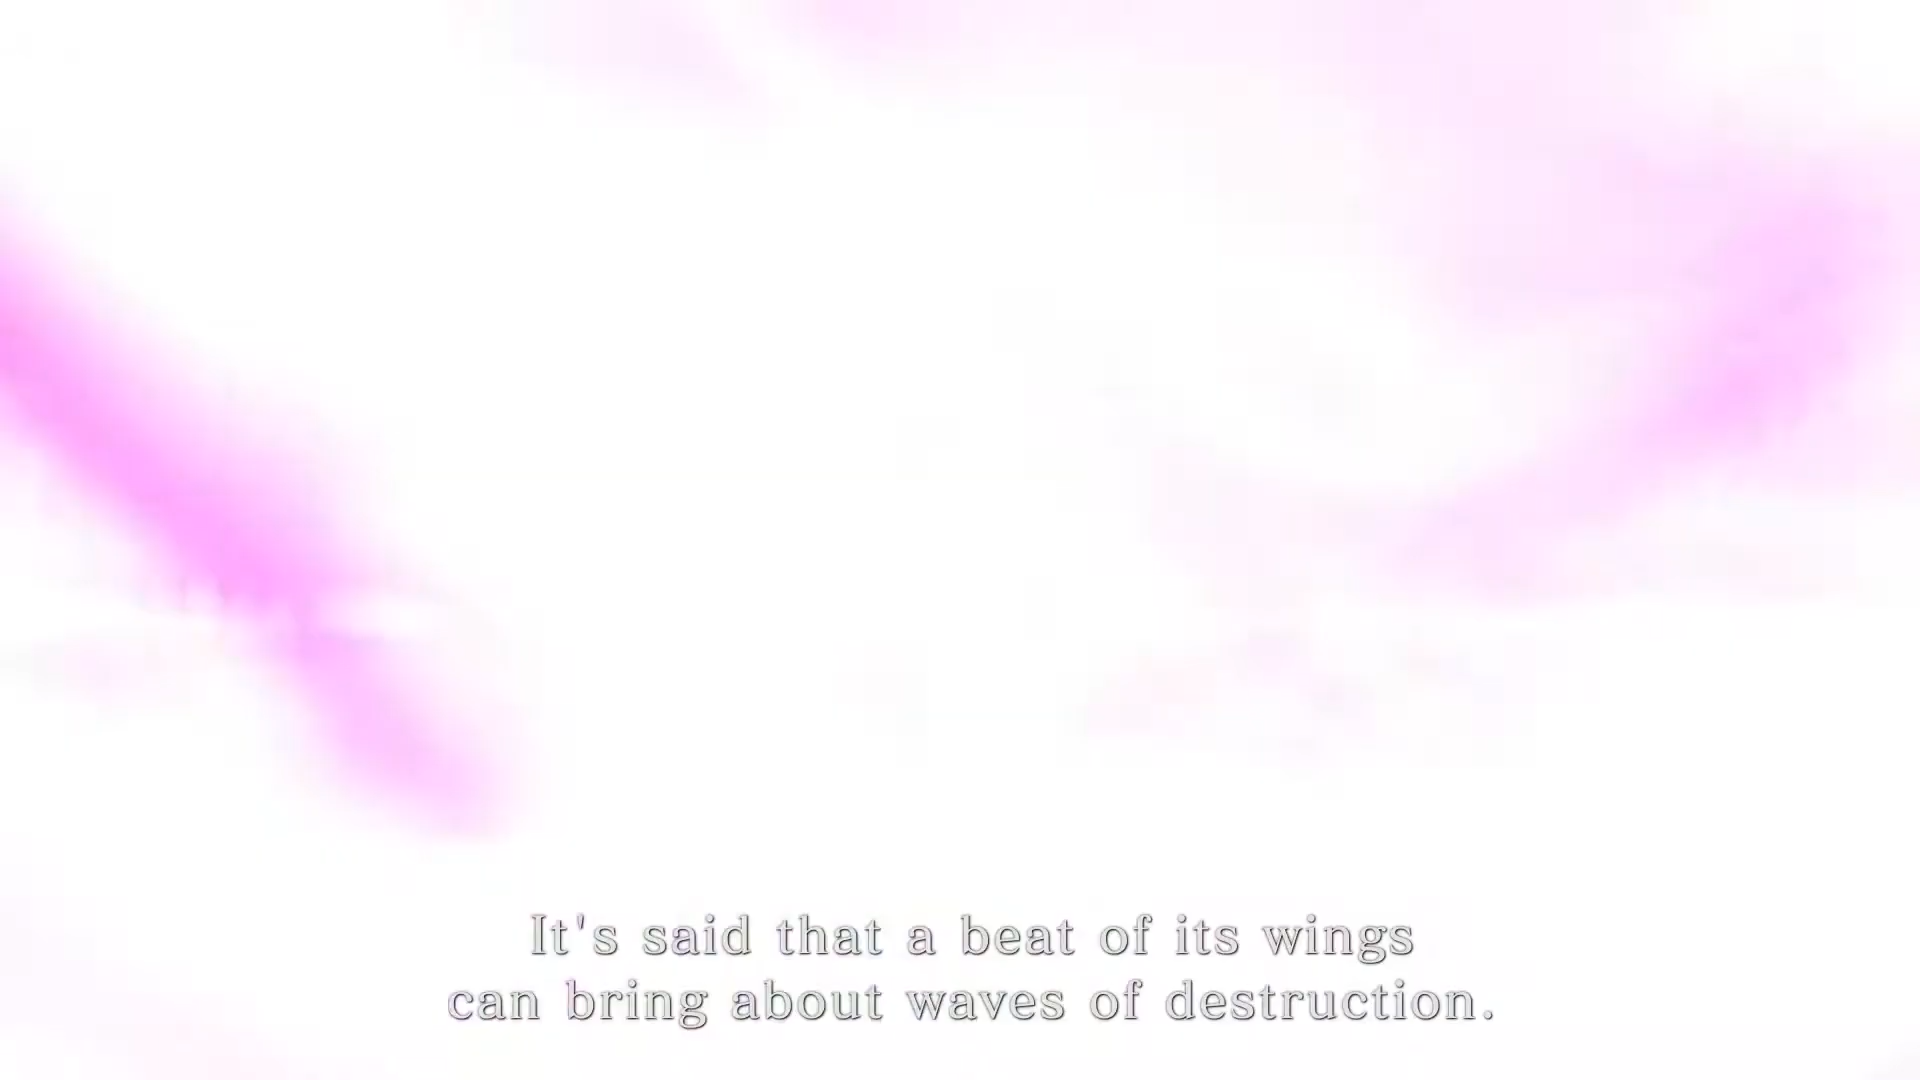 It's said that a beat of its wings
can bring about waves of destruction.